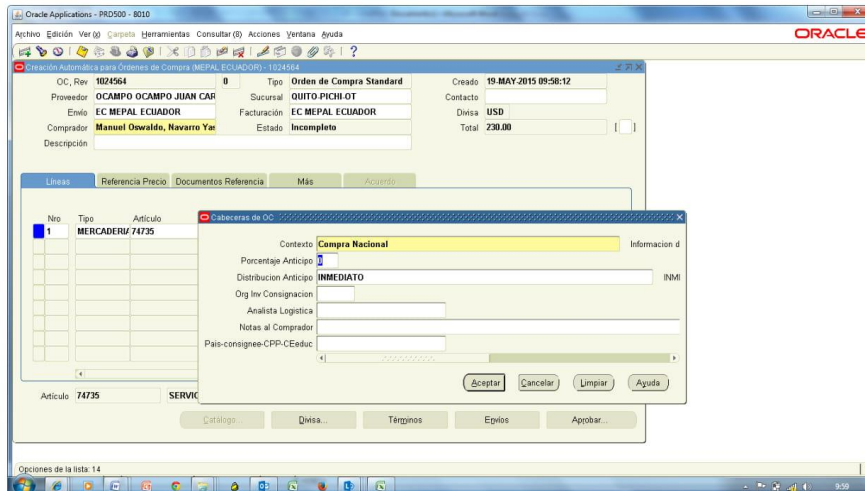 Oracle Applications - PRD500 - 8010
Archivo Edición Ver(x) Carpeta Herramientas Consultar(8) Acciones Ventana Ayuda
ORACLE
Creación Automática para Órdenes de Compra (MEPAL ECUADOR) - 1024564
OC, Rev 1024564 0 Tipo Orden de Compra Standard Creado 19-MAY-2015 09:58:12
Proveedor OCAMPO OCAMPO JUAN CAR Sucursal QUITO-PICHI-OT Contacto
Envío EC MEPAL ECUADOR Facturación EC MEPAL ECUADOR Divisa USD
Comprador Manuel Oswaldo, Navarro Yas Estado Incompleto Total 230.00 [ ]
Descripción
Líneas Referencia Precio Documentos Referencia Más Acuerdo
Nro Tipo Artículo
1 MERCADERIA 74735
Cabeceras de OC
Contexto Compra Nacional Informacion d
Porcentaje Anticipo 0
Distribucion Anticipo INMEDIATO INMI
Org Inv Consignacion
Analista Logistica
Notas al Comprador
Pais-consignee-CPP-CEeduc
Aceptar Cancelar Limpiar Ayuda
Artículo 74735 SERVIC
Catálogo... Divisa... Términos Envíos Aprobar...
Opciones de la lista: 14
9:59